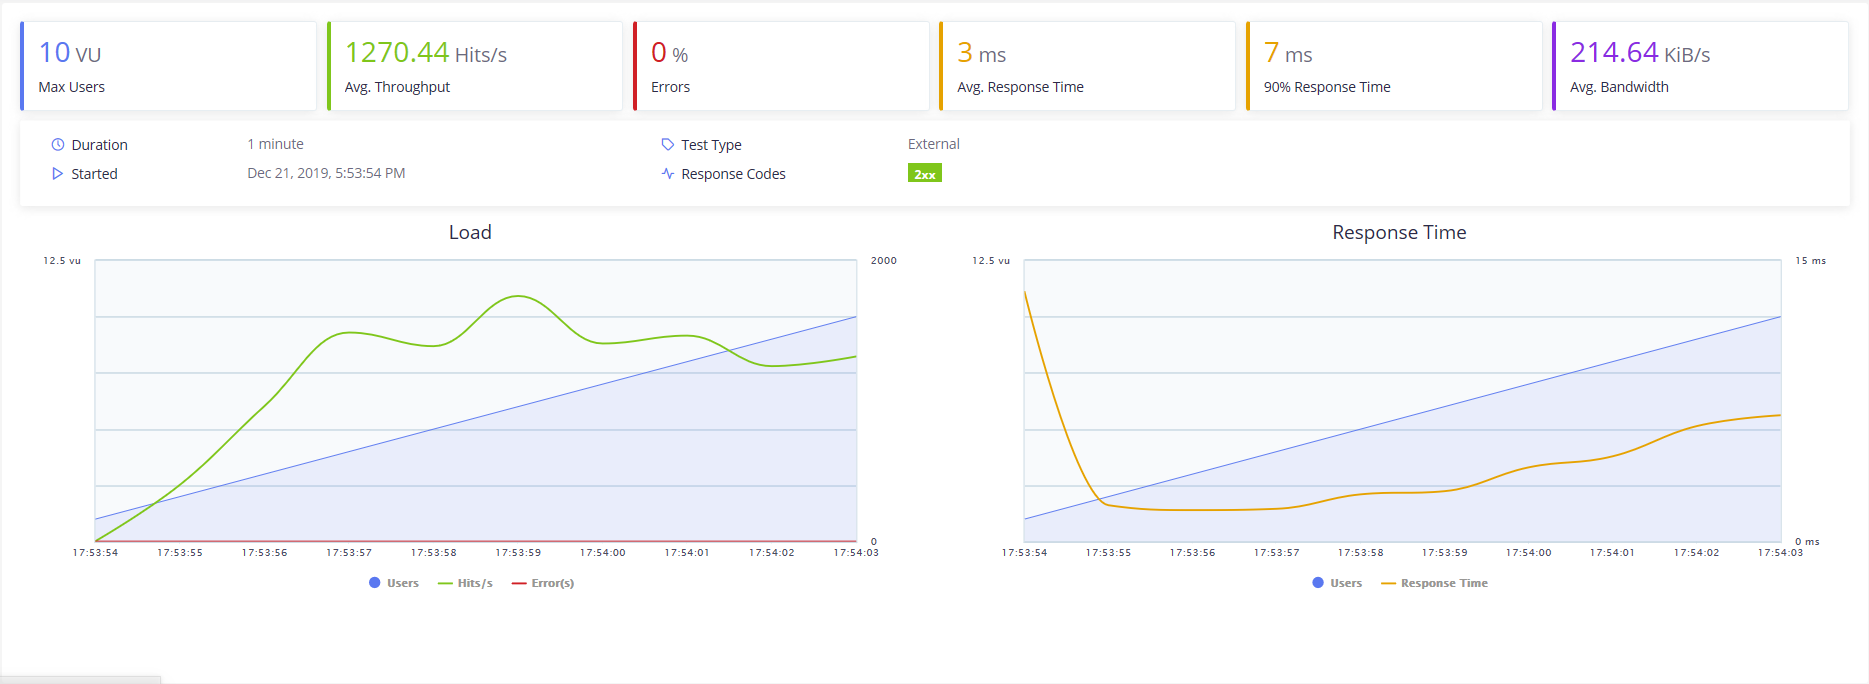 10 VU
Max Users
1270.44 Hits/s
Avg. Throughput
0 %
Errors
3 ms
Avg. Response Time
7 ms
90% Response Time
214.64 KiB/s
Avg. Bandwidth
Duration 1 minute
Started Dec 21, 2019, 5:53:54 PM
Test Type External
Response Codes 2xx
Load
12.5 vu
2000
0
17:53:54 17:53:55 17:53:56 17:53:57 17:53:58 17:53:59 17:54:00 17:54:01 17:54:02 17:54:03
Users Hits/s Error(s)
Response Time
12.5 vu
15 ms
0 ms
17:53:54 17:53:55 17:53:56 17:53:57 17:53:58 17:53:59 17:54:00 17:54:01 17:54:02 17:54:03
Users Response Time